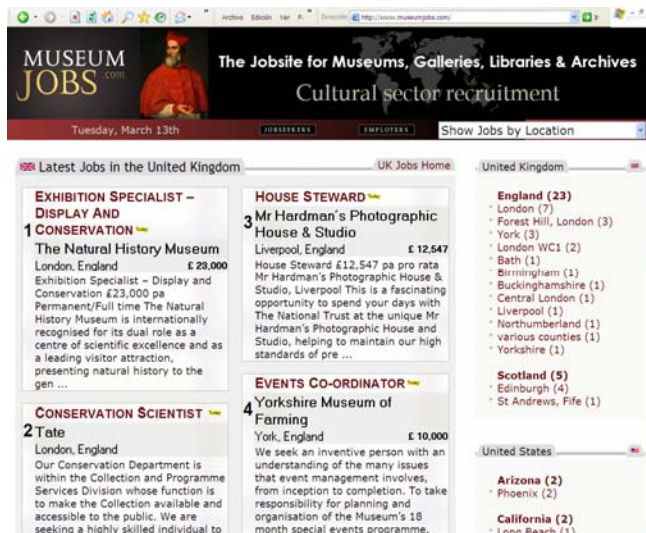 Archivo Edición Ver
Dirección http://www.museumjobs.com/
MUSEUM
JOBS.com
The Jobsite for Museums, Galleries, Libraries & Archives
Cultural sector recruitment
Tuesday, March 13th
JOBSEEKERS
EMPLOYERS
Show Jobs by Location
Latest Jobs in the United Kingdom
UK Jobs Home
EXHIBITION SPECIALIST –
DISPLAY AND
1 CONSERVATION Today
The Natural History Museum
London, England £ 23,000
Exhibition Specialist – Display and
Conservation £23,000 pa
Permanent/Full time The Natural
History Museum is internationally
recognised for its dual role as a
centre of scientific excellence and as
a leading visitor attraction,
presenting natural history to the
gen ...
CONSERVATION SCIENTIST
2 Tate
London, England
Our Conservation Department is
within the Collection and Programme
Services Division whose function is
to make the Collection available and
accessible to the public. We are
seeking a highly skilled individual to
HOUSE STEWARD Today
3 Mr Hardman´s Photographic
House & Studio
Liverpool, England £ 12,547
House Steward £12,547 pa pro rata
Mr Hardman's Photographic House &
Studio, Liverpool This is a fascinating
opportunity to spend your days with
The National Trust at the unique Mr
Hardman's Photographic House and
Studio, helping to maintain our high
standards of pre ...
EVENTS CO-ORDINATOR
4 Yorkshire Museum of
Farming
York, England £ 10,000
We seek an inventive person with an
understanding of the many issues
that event management involves,
from inception to completion. To take
responsibility for planning and
organisation of the Museum's 18
month special events programme,
United Kingdom
England (23)
London (7)
Forest Hill, London (3)
York (3)
London WC1 (2)
Bath (1)
Birmingham (1)
Buckinghamshire (1)
Central London (1)
Liverpool (1)
Northumberland (1)
various counties (1)
Yorkshire (1)
Scotland (5)
Edinburgh (4)
St Andrews, Fife (1)
United States
Arizona (2)
Phoenix (2)
California (2)
Long Beach (1)